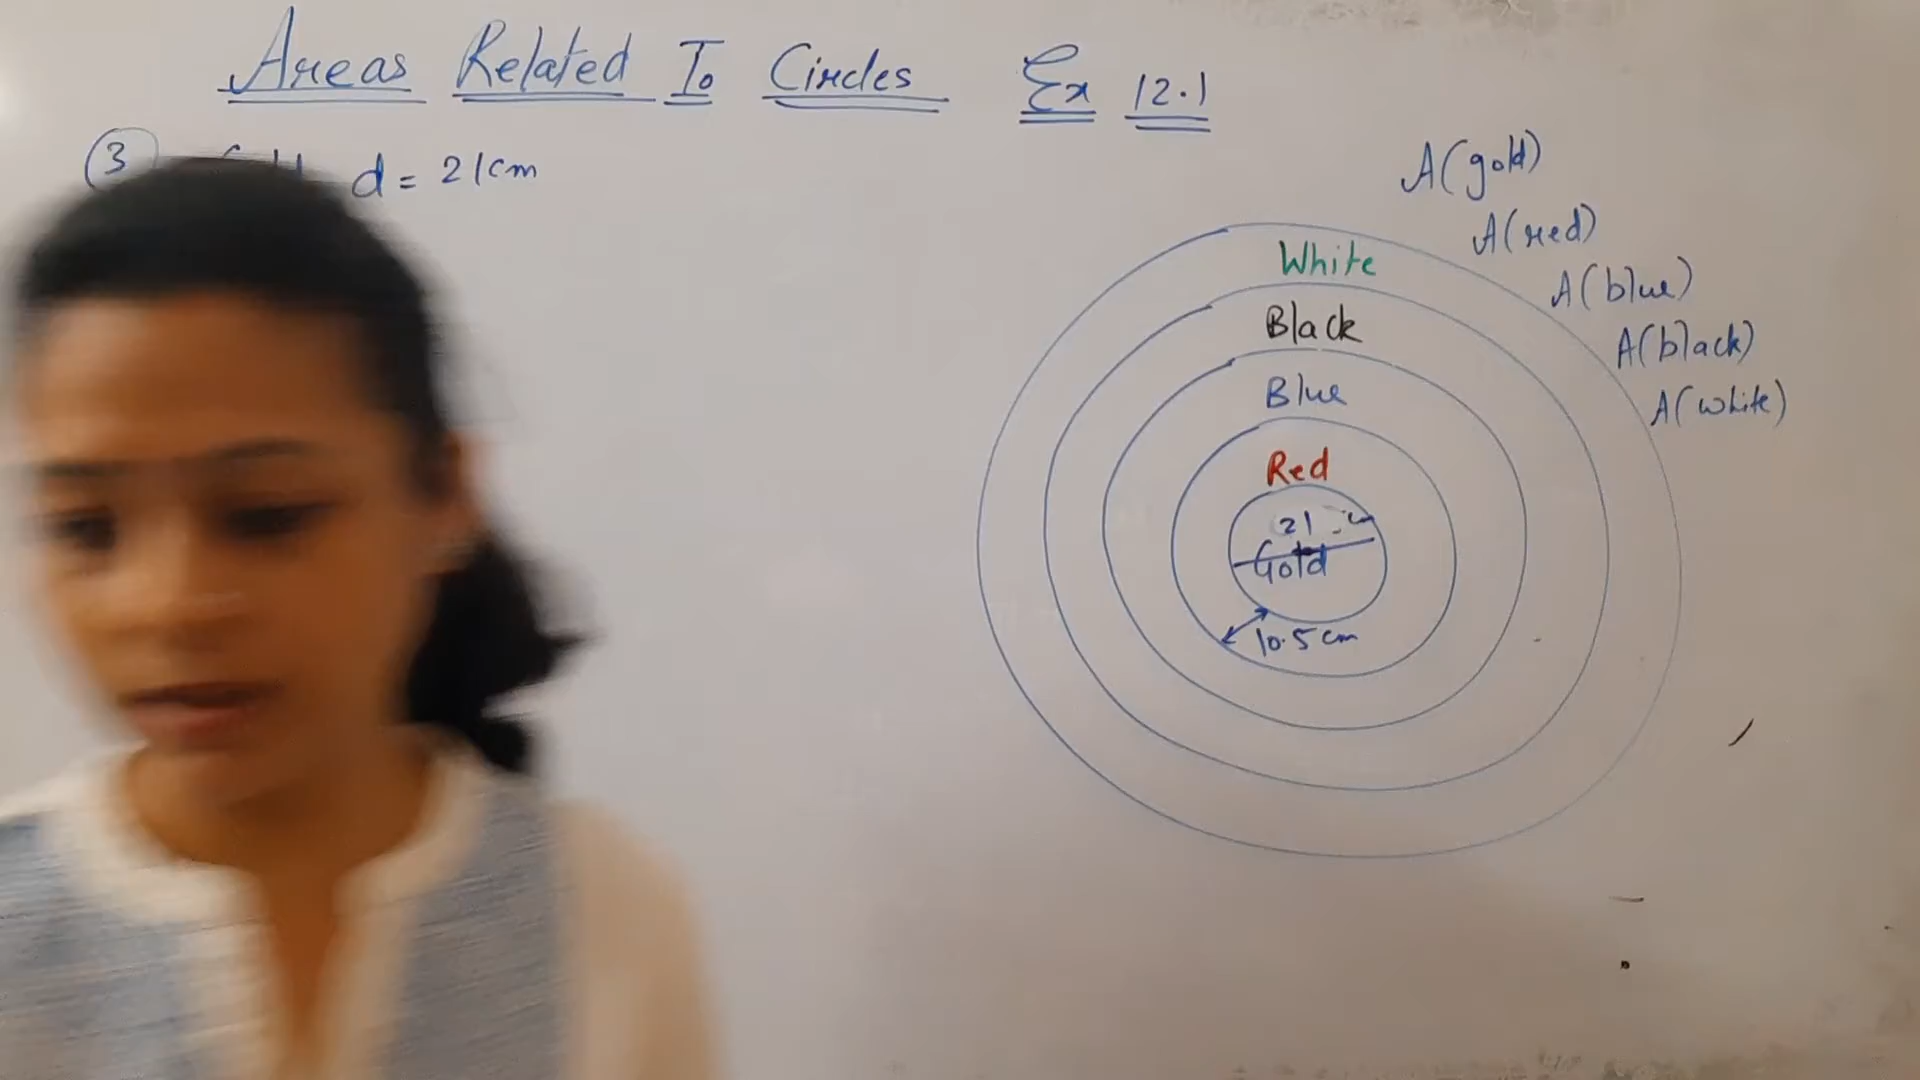 Areas Related To Circles Ex 12.1
3 d = 21cm
A(gold)
A(red)
A(blue)
A(black)
A(white)
White
Black
Blue
Red
21 cm
Gold
10.5 cm